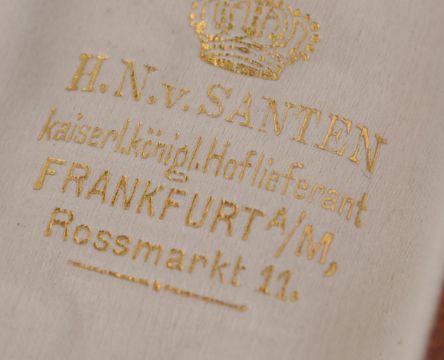 H. N. v. SANTEN
kaiserl. königl. Hoflieferant
FRANKFURT A/M,
Rossmarkt 11.